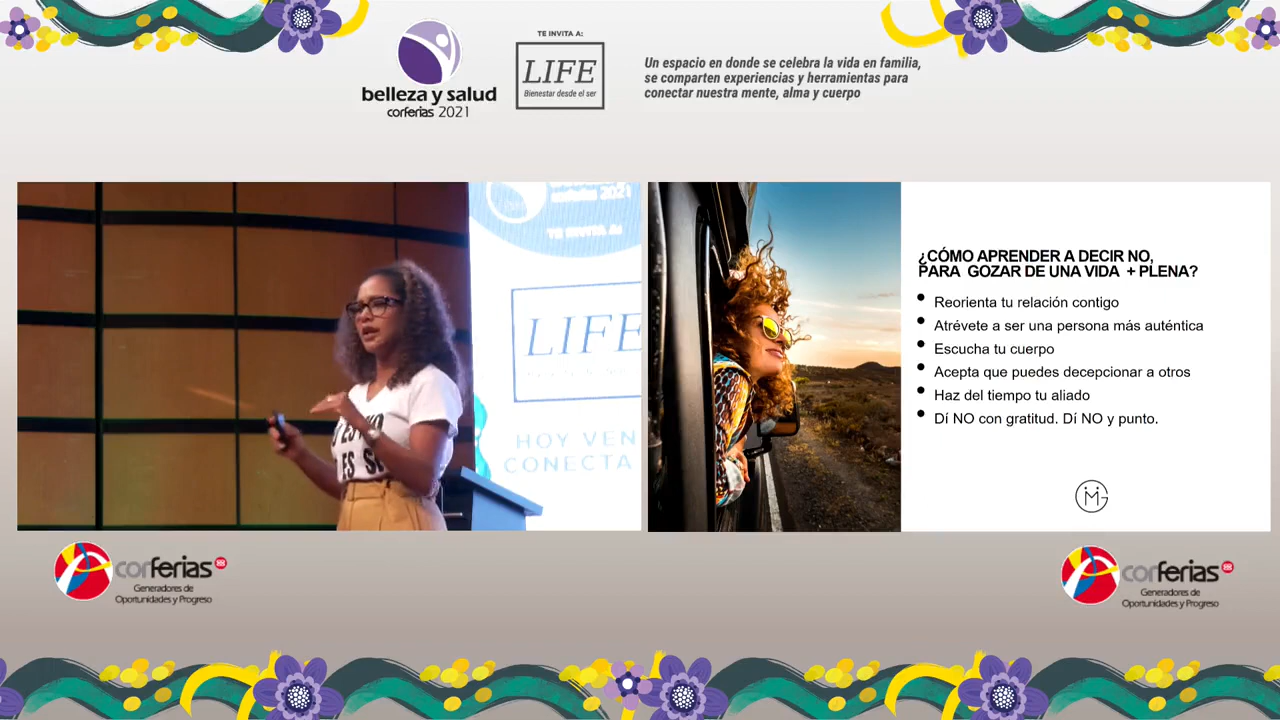 TE INVITA A:
LIFE
Bienestar desde el ser
belleza y salud
corferias 2021
Un espacio en donde se celebra la vida en familia,
se comparten experiencias y herramientas para
conectar nuestra mente, alma y cuerpo
2021
TE INVITA A:
LIFE
HOY VEN
CONECTA
¿CÓMO APRENDER A DECIR NO,
PARA GOZAR DE UNA VIDA + PLENA?
Reorienta tu relación contigo
Atrévete a ser una persona más auténtica
Escucha tu cuerpo
Acepta que puedes decepcionar a otros
Haz del tiempo tu aliado
Dí NO con gratitud. Dí NO y punto.
corferias
Generadores de
Oportunidades y Progreso
corferias
Generadores de
Oportunidades y Progreso